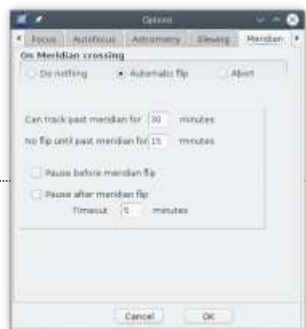 Options
Focus Autofocus Astrometry Slewing Meridian
On Meridian crossing
Do nothing Automatic flip Abort
Can track past meridian for 30 minutes
No flip until past meridian for 15 minutes
Pause before meridian flip
Pause after meridian flip
Timeout 5 minutes
Cancel OK